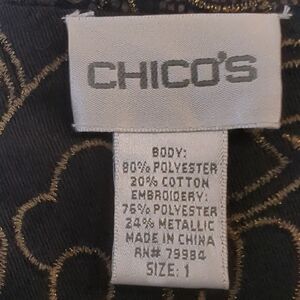 CHICO'S
BODY:
80% POLYESTER
20% COTTON
EMBROIDERY:
76% POLYESTER
24% METALLIC
MADE IN CHINA
RN# 79984
SIZE: 1